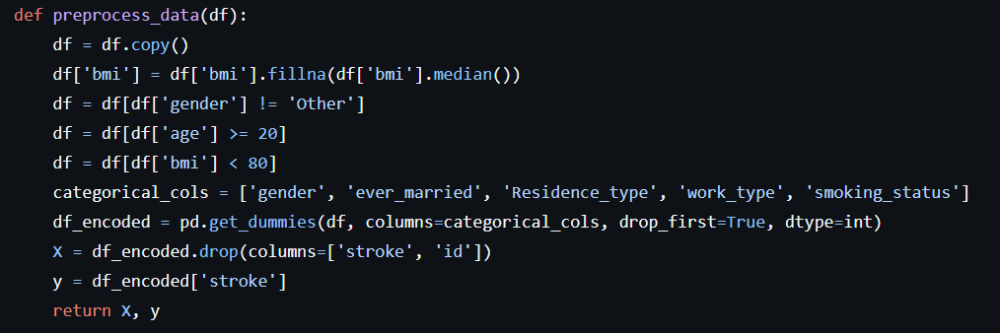 def preprocess_data(df):
    df = df.copy()
    df['bmi'] = df['bmi'].fillna(df['bmi'].median())
    df = df[df['gender'] != 'Other']
    df = df[df['age'] >= 20]
    df = df[df['bmi'] < 80]
    categorical_cols = ['gender', 'ever_married', 'Residence_type', 'work_type', 'smoking_status']
    df_encoded = pd.get_dummies(df, columns=categorical_cols, drop_first=True, dtype=int)
    X = df_encoded.drop(columns=['stroke', 'id'])
    y = df_encoded['stroke']
    return X, y